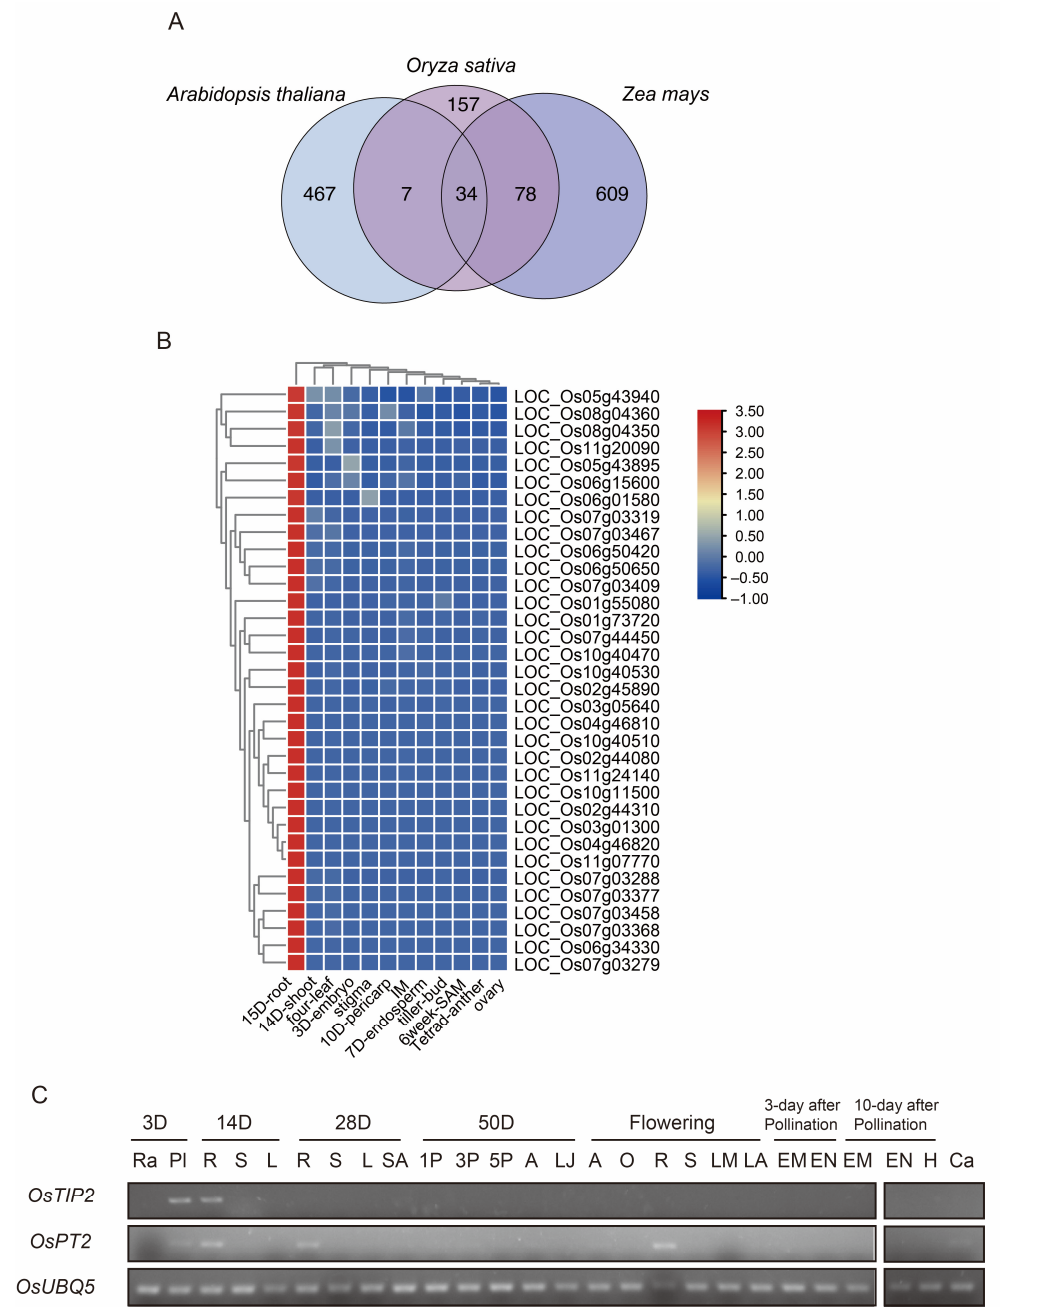 A
Oryza sativa
Arabidopsis thaliana
Zea mays
157
467 7 34 78 609
B
LOC_Os05g43940
LOC_Os08g04360
LOC_Os08g04350
LOC_Os11g20090
LOC_Os05g43895
LOC_Os06g15600
LOC_Os06g01580
LOC_Os07g03319
LOC_Os07g03467
LOC_Os06g50420
LOC_Os06g50650
LOC_Os07g03409
LOC_Os01g55080
LOC_Os01g73720
LOC_Os07g44450
LOC_Os10g40470
LOC_Os10g40530
LOC_Os02g45890
LOC_Os03g05640
LOC_Os04g46810
LOC_Os10g40510
LOC_Os02g44080
LOC_Os11g24140
LOC_Os10g11500
LOC_Os02g44310
LOC_Os03g01300
LOC_Os04g46820
LOC_Os11g07770
LOC_Os07g03288
LOC_Os07g03377
LOC_Os07g03458
LOC_Os07g03368
LOC_Os06g34330
LOC_Os07g03279
3.50
3.00
2.50
2.00
1.50
1.00
0.50
0.00
–0.50
–1.00
15D-root
14D-shoot
four-leaf
3D-embryo
stigma
10D-pericarp
IM
7D-endosperm
tiller-bud
6week-SAM
Tetrad-anther
ovary
C
3D 14D 28D 50D Flowering 3-day after Pollination 10-day after Pollination
Ra Pl R S L R S L SA 1P 3P 5P A LJ A O R S LM LA EM EN EM EN H Ca
OsTIP2
OsPT2
OsUBQ5